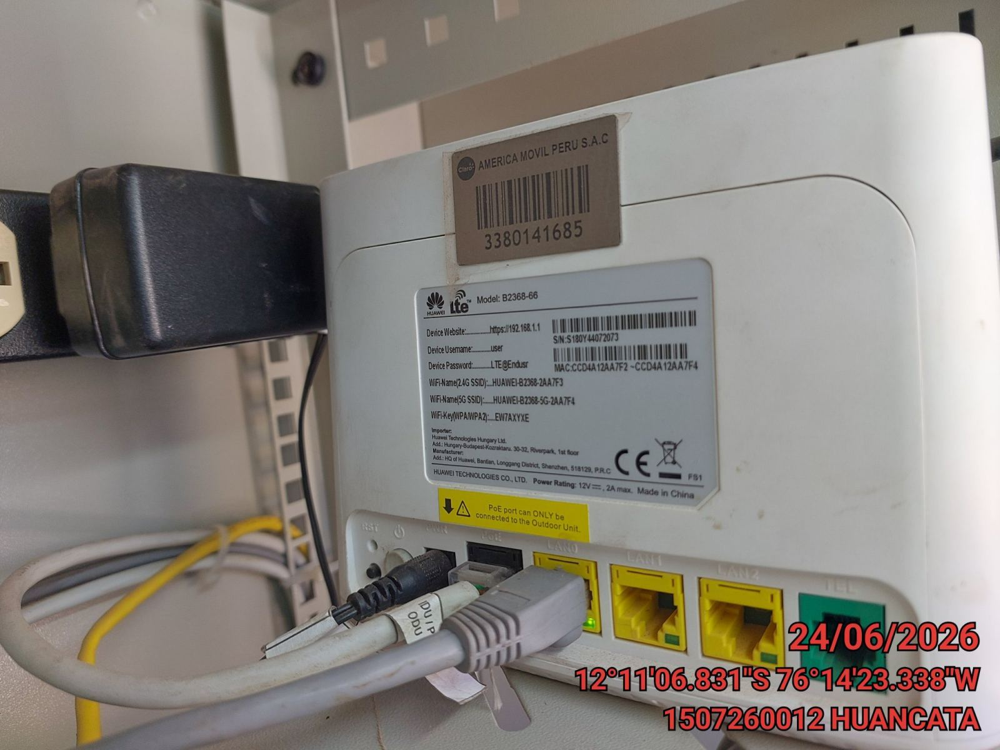 Claro
AMERICA MOVIL PERU S.A.C
3380141685
HUAWEI
Lte™
Model: B2368-66
Device Website:..............https://192.168.1.1
Device Username:............user
Device Password:..........LTE@Endusr
WiFi-Name(2.4G SSID):...HUAWEI-B2368-2AA7F3
WiFi-Name(5G SSID):......HUAWEI-B2368-5G-2AA7F4
WiFi-Key(WPA/WPA2):....EW7AXYXE
S/N:S180Y44072073
MAC:CCD4A12AA7F2 ~CCD4A12AA7F4
Importer:
Huawei Technologies Hungary Ltd.
Add.: Hungary-Budapest-Kozraktaru. 30-32, Riverpark, 1st floor
Manufacturer:
Add.: HQ of Huawei, Bantian, Longgang District, Shenzhen, 518129, P.R.C
CE
FS1
HUAWEI TECHNOLOGIES CO., LTD. Power Rating: 12V⎓, 2A max. Made in China
PoE port can ONLY be
connected to the Outdoor Unit.
RST PWR PoE LAN0 LAN1 LAN2 TEL
IDU / P
ODU
24/06/2026
12°11'06.831"S 76°14'23.338"W
1507260012 HUANCATA